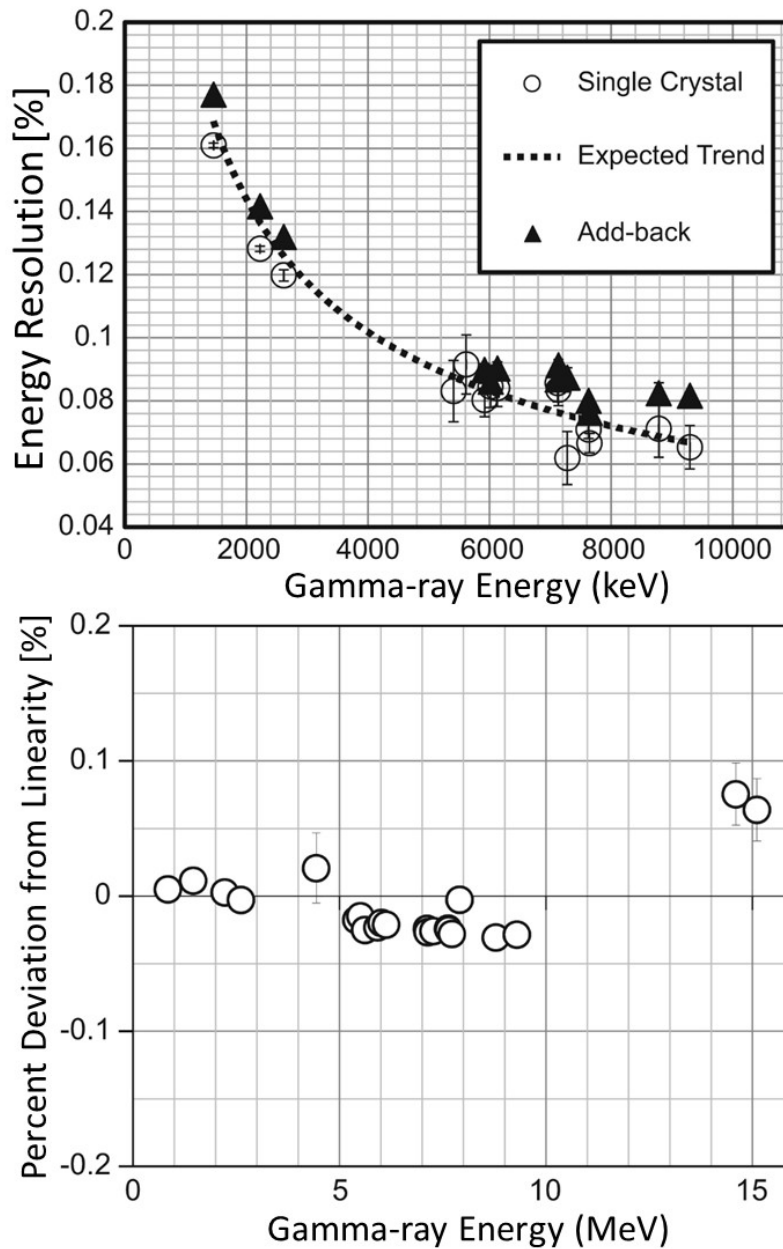 Energy Resolution [%]
0.2
0.18
0.16
0.14
0.12
0.1
0.08
0.06
0.04
Single Crystal
Expected Trend
Add-back
0 2000 4000 6000 8000 10000
Gamma-ray Energy (keV)
Percent Deviation from Linearity [%]
0.2
0.1
0
-0.1
-0.2
0 5 10 15
Gamma-ray Energy (MeV)